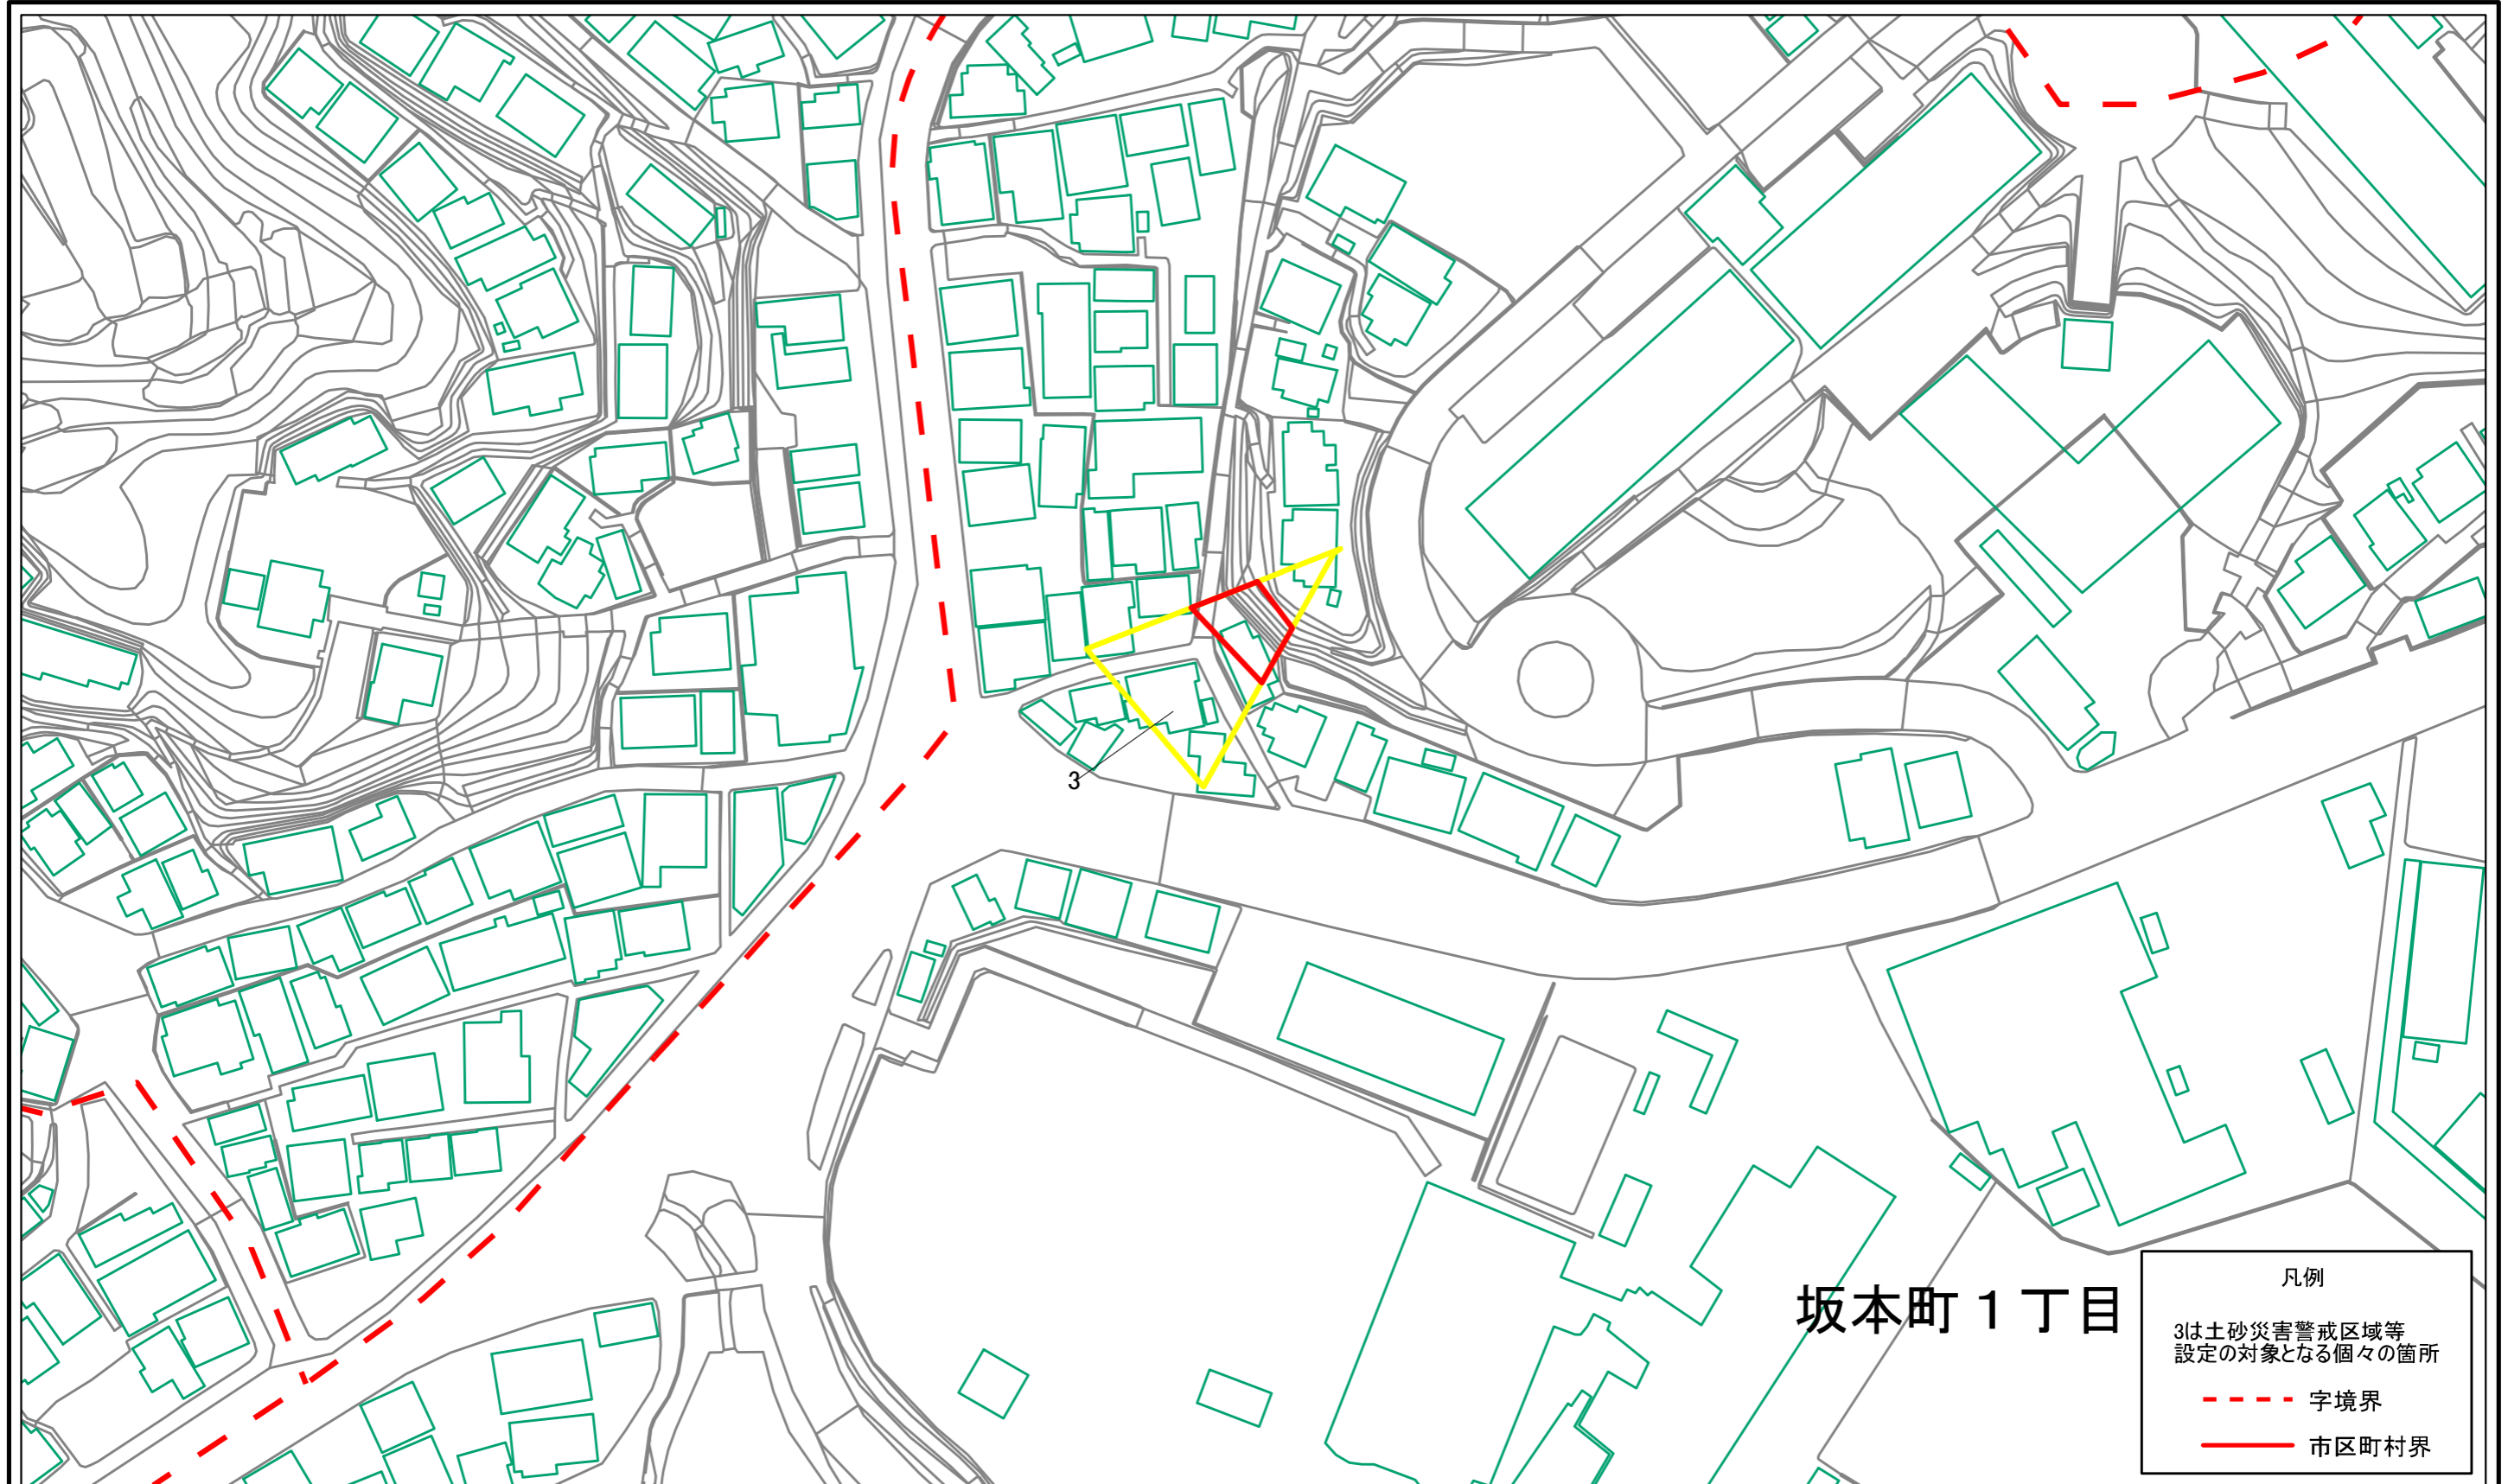 3
坂本町１丁目
凡例
3は土砂災害警戒区域等
設定の対象となる個々の箇所
字境界
市区町村界